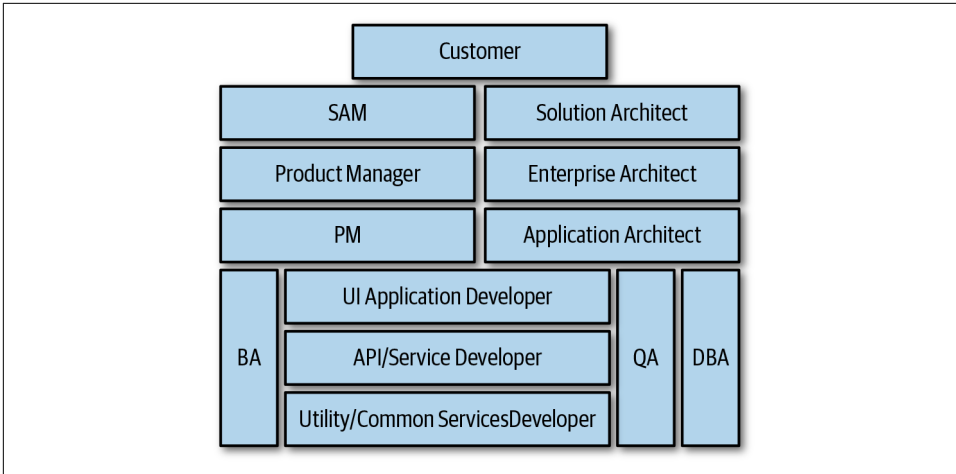 Customer
SAM
Solution Architect
Product Manager
Enterprise Architect
PM
Application Architect
BA
UI Application Developer
API/Service Developer
Utility/Common ServicesDeveloper
QA
DBA